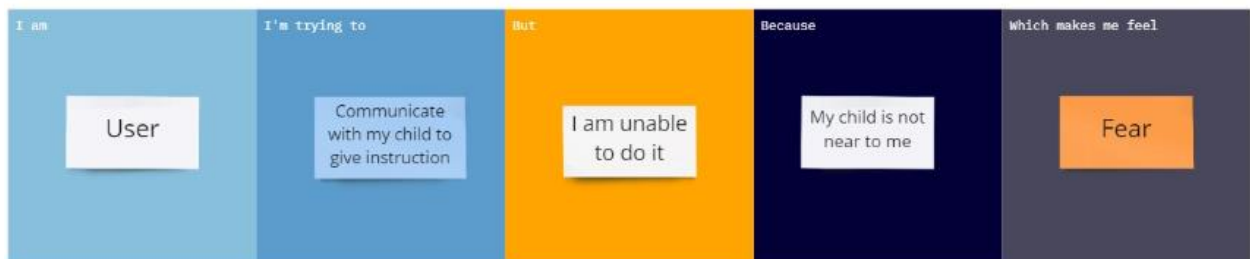 I am
User
I'm trying to
Communicate
with my child to
give instruction
But
I am unable
to do it
Because
My child is not
near to me
Which makes me feel
Fear